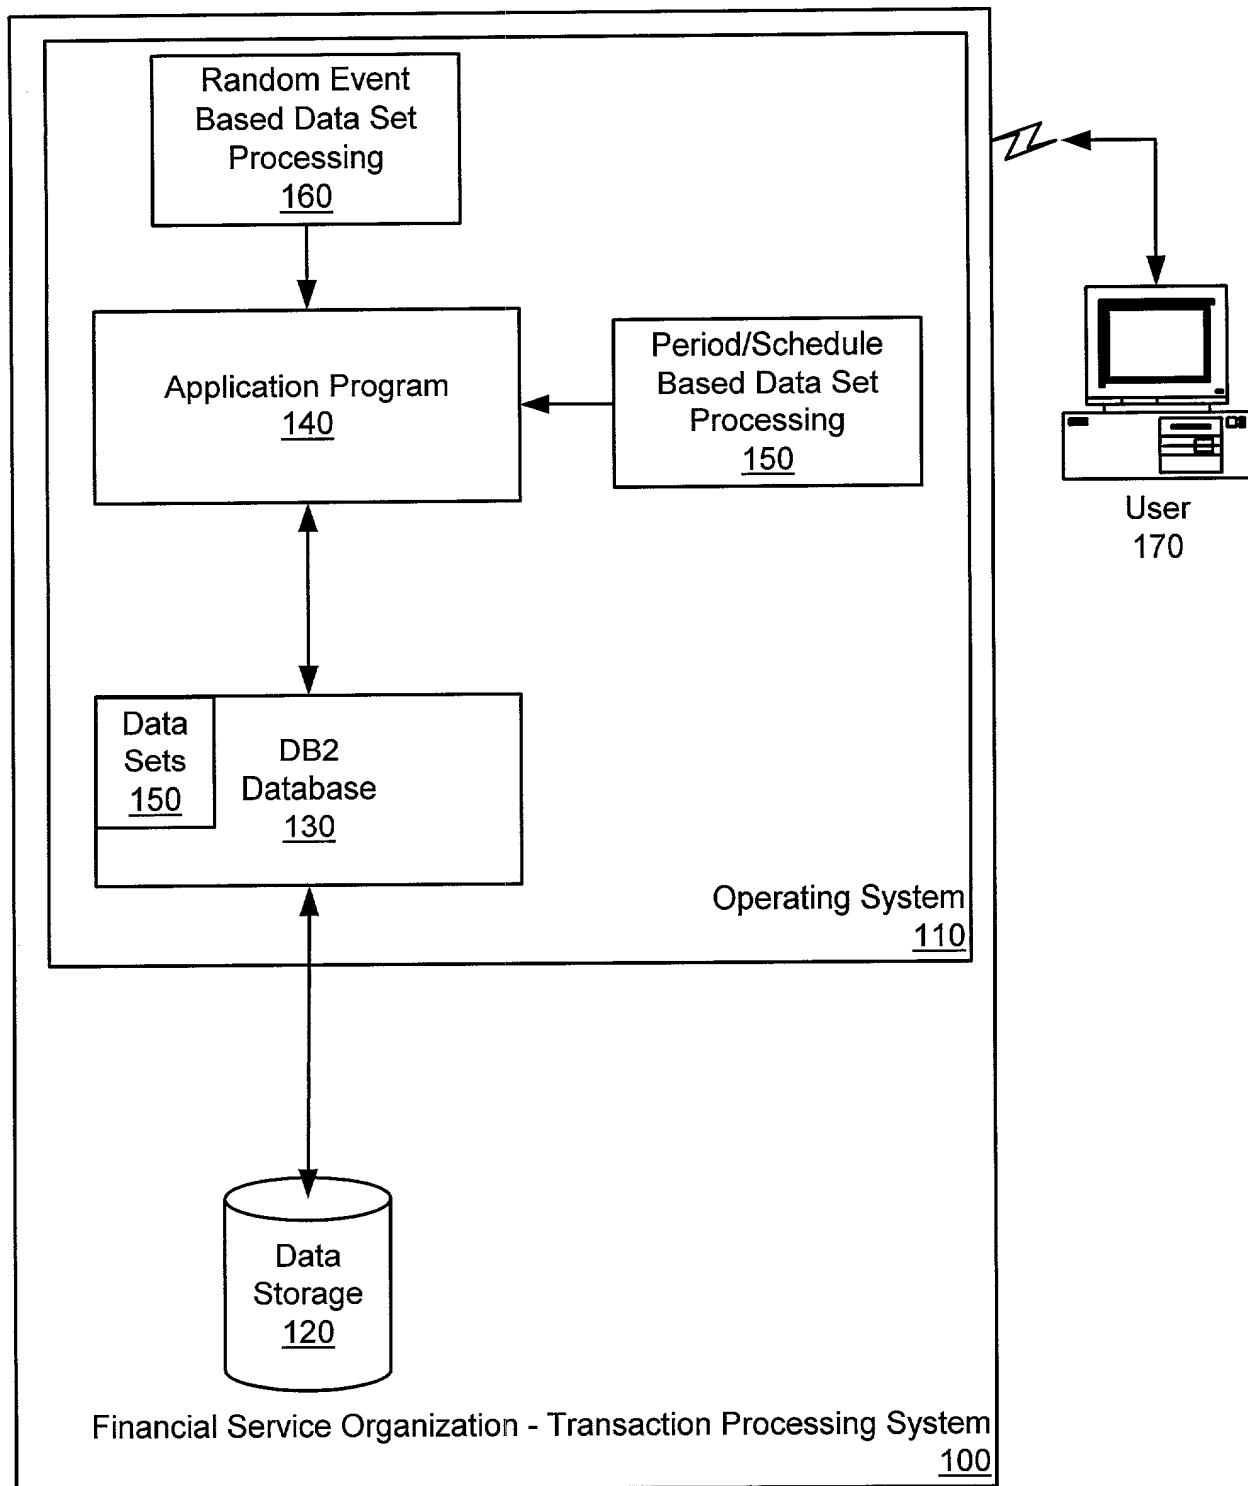 Random Event
Based Data Set
Processing
160
Application Program
140
Period/Schedule
Based Data Set
Processing
150
User
170
Data
Sets
150
DB2
Database
130
Operating System
110
Data
Storage
120
Financial Service Organization - Transaction Processing System
100